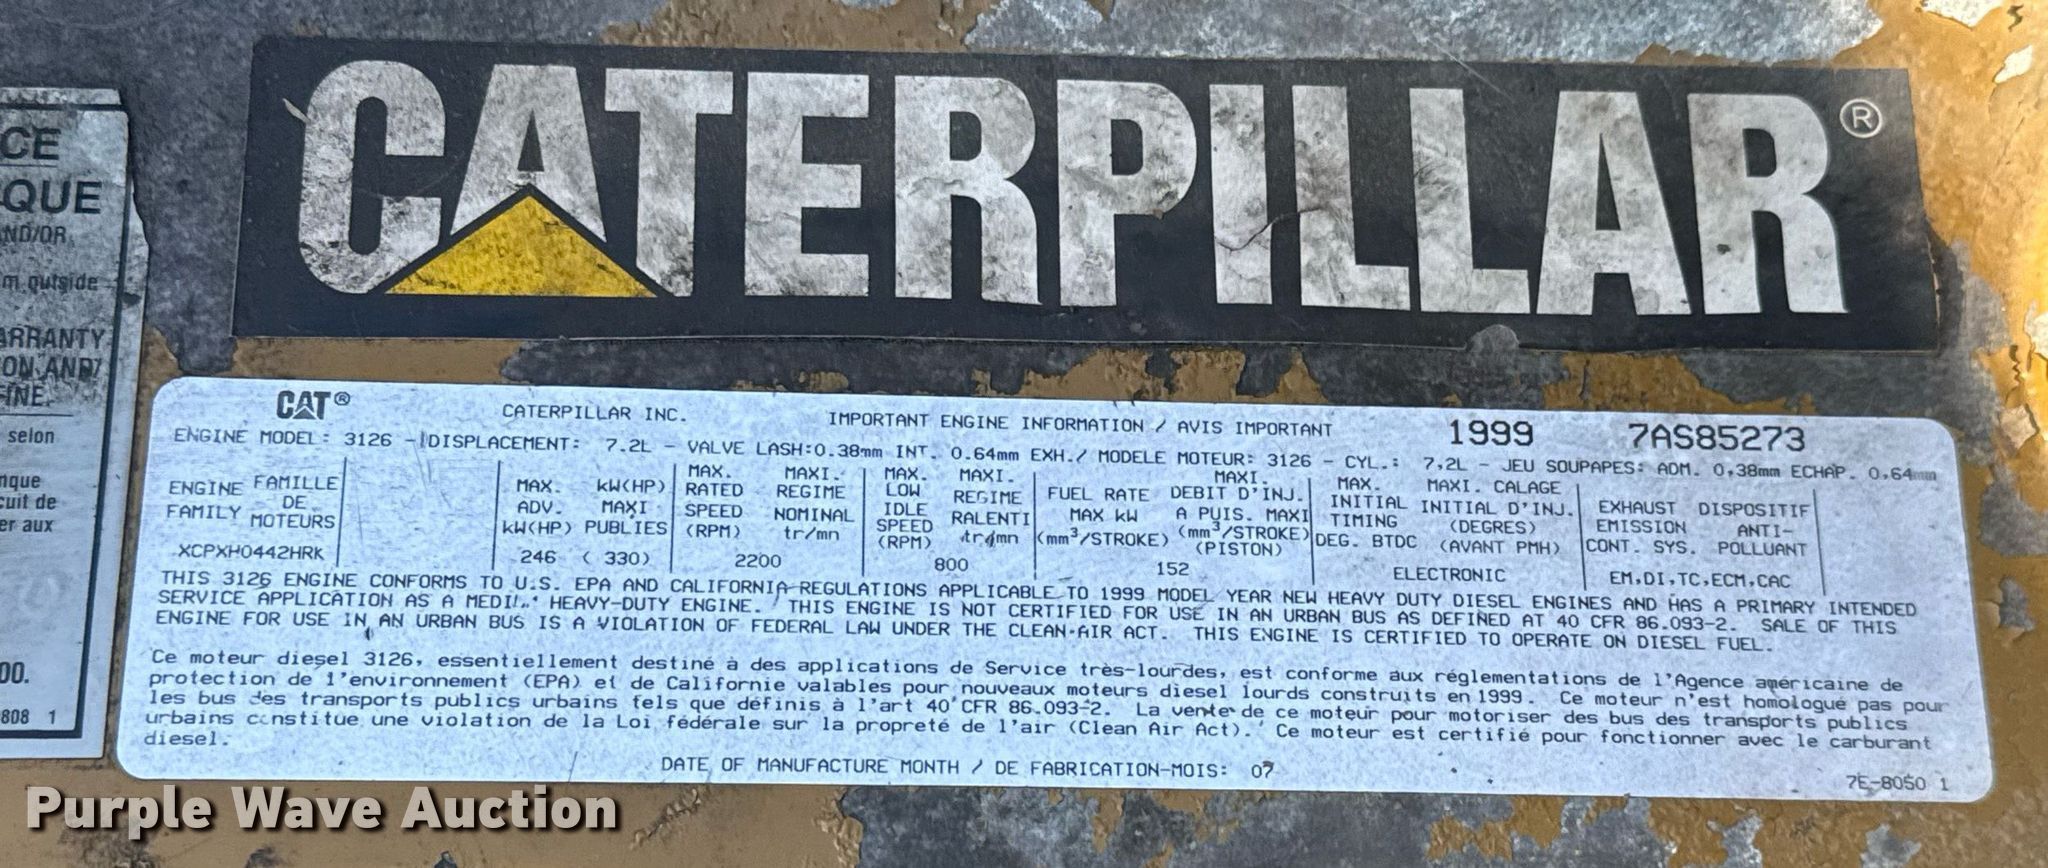 CE
QUE
ND/OR
m outside
ARRANTY
ON AND/
INE.
selon
nque
cuit de
er aux
00.
808 1
CATERPILLAR®
CAT®
CATERPILLAR INC.
IMPORTANT ENGINE INFORMATION / AVIS IMPORTANT
1999
7AS85273
ENGINE MODEL: 3126 - DISPLACEMENT: 7.2L - VALVE LASH:0.38mm INT. 0.64mm EXH./ MODELE MOTEUR: 3126 - CYL.: 7,2L - JEU SOUPAPES: ADM. 0,38mm ECHAP. 0,64mm
ENGINE FAMILY
FAMILLE DE MOTEURS
XCPXH0442HRK
MAX. ADV. kW(HP)
kW(HP) MAXI PUBLIES
246 ( 330)
MAX. RATED SPEED (RPM)
MAXI. REGIME NOMINAL tr/mn
2200
MAX. LOW IDLE SPEED (RPM)
MAXI. REGIME RALENTI tr/mn
800
FUEL RATE MAX kW (mm³/STROKE)
MAXI. DEBIT D'INJ. A PUIS. MAXI (mm³/STROKE) (PISTON)
152
MAX. INITIAL TIMING DEG. BTDC
MAXI. CALAGE INITIAL D'INJ. (DEGRES) (AVANT PMH)
ELECTRONIC
EXHAUST EMISSION CONT. SYS.
DISPOSITIF ANTI- POLLUANT
EM,DI,TC,ECM,CAC
THIS 3126 ENGINE CONFORMS TO U.S. EPA AND CALIFORNIA REGULATIONS APPLICABLE TO 1999 MODEL YEAR NEW HEAVY DUTY DIESEL ENGINES AND HAS A PRIMARY INTENDED
SERVICE APPLICATION AS A HEAVY-DUTY ENGINE. THIS ENGINE IS NOT CERTIFIED FOR USE IN AN URBAN BUS AS DEFINED AT 40 CFR 86.093-2. SALE OF THIS
ENGINE FOR USE IN AN URBAN BUS IS A VIOLATION OF FEDERAL LAW UNDER THE CLEAN AIR ACT. THIS ENGINE IS CERTIFIED TO OPERATE ON DIESEL FUEL.
Ce moteur diesel 3126, essentiellement destiné à des applications de Service très-lourdes, est conforme aux réglementations de l'Agence américaine de
protection de l'environnement (EPA) et de Californie valables pour nouveaux moteurs diesel lourds construits en 1999. Ce moteur n'est homologué pas pour
les bus des transports publics urbains tels que définis à l'art 40 CFR 86.093-2. La vente de ce moteur pour motoriser des bus des transports publics
urbains constitue une violation de la Loi fédérale sur la propreté de l'air (Clean Air Act). Ce moteur est certifié pour fonctionner avec le carburant
diesel.
DATE OF MANUFACTURE MONTH / DE FABRICATION-MOIS: 07
7E-8050 1
Purple Wave Auction